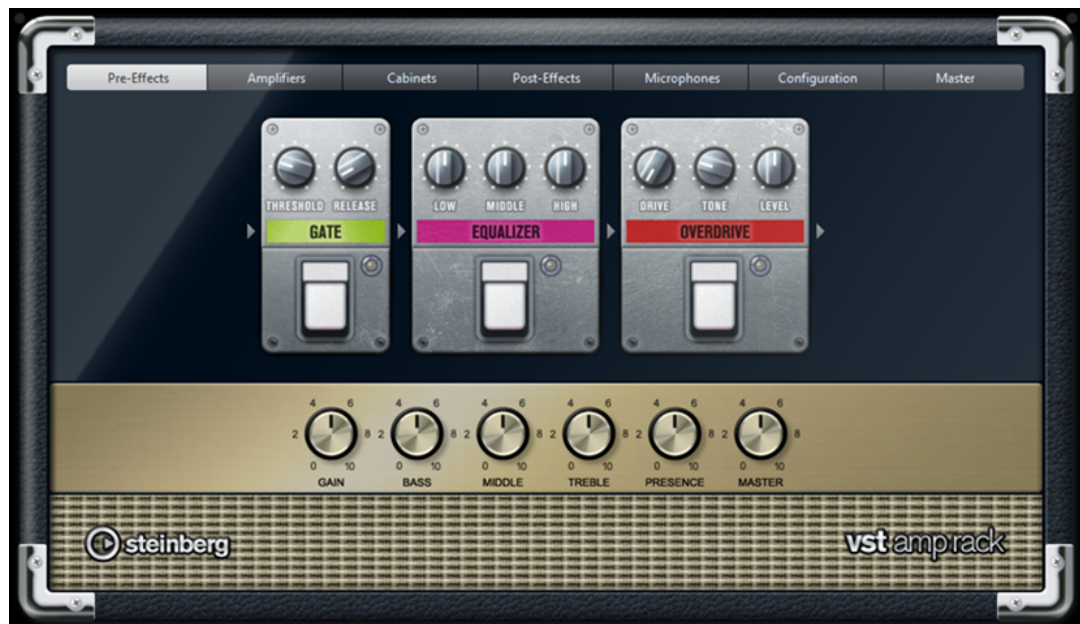 Pre-Effects Amplifiers Cabinets Post-Effects Microphones Configuration Master
THRESHOLD RELEASE
GATE
LOW MIDDLE HIGH
EQUALIZER
DRIVE TONE LEVEL
OVERDRIVE
4 6 4 6 4 6 4 6 4 6 4 6
2 8 2 8 2 8 2 8 2 8 2 8
0 10 0 10 0 10 0 10 0 10 0 10
GAIN BASS MIDDLE TREBLE PRESENCE MASTER
steinberg
vst amp rack